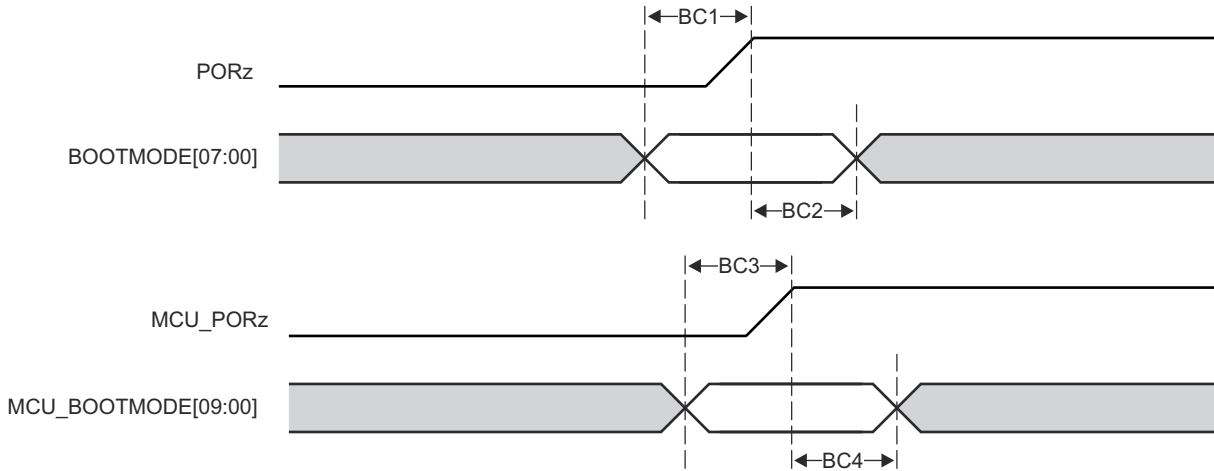 BC1
PORz
BOOTMODE[07:00]
BC2
BC3
MCU_PORz
MCU_BOOTMODE[09:00]
BC4